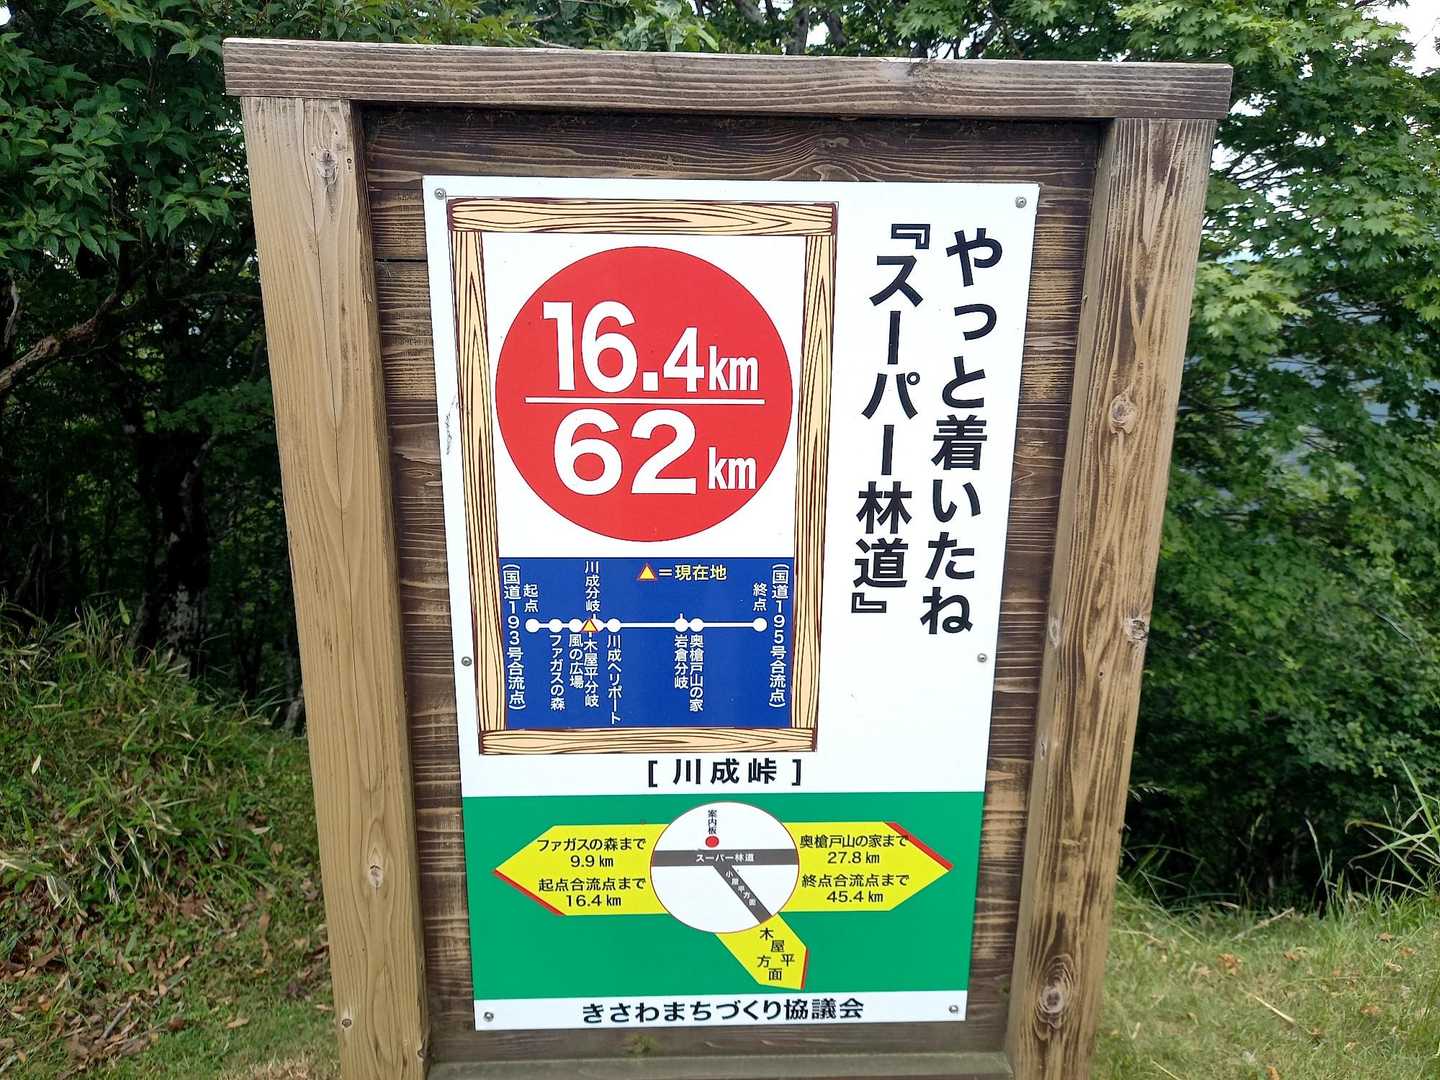 やっと着いたね
『スーパー林道』
16.4km
62km
▲=現在地
(国道193号合流点)
起点
ファガスの森
風の広場
川成分岐
木屋平分岐
川成ヘリポート
岩倉分岐
奥槍戸山の家
終点
(国道195号合流点)
[川成峠]
ファガスの森まで
9.9km
起点合流点まで
16.4km
案内板
スーパー林道
奥槍戸山の家まで
27.8km
終点合流点まで
45.4km
木屋平
方面
きさわまちづくり協議会